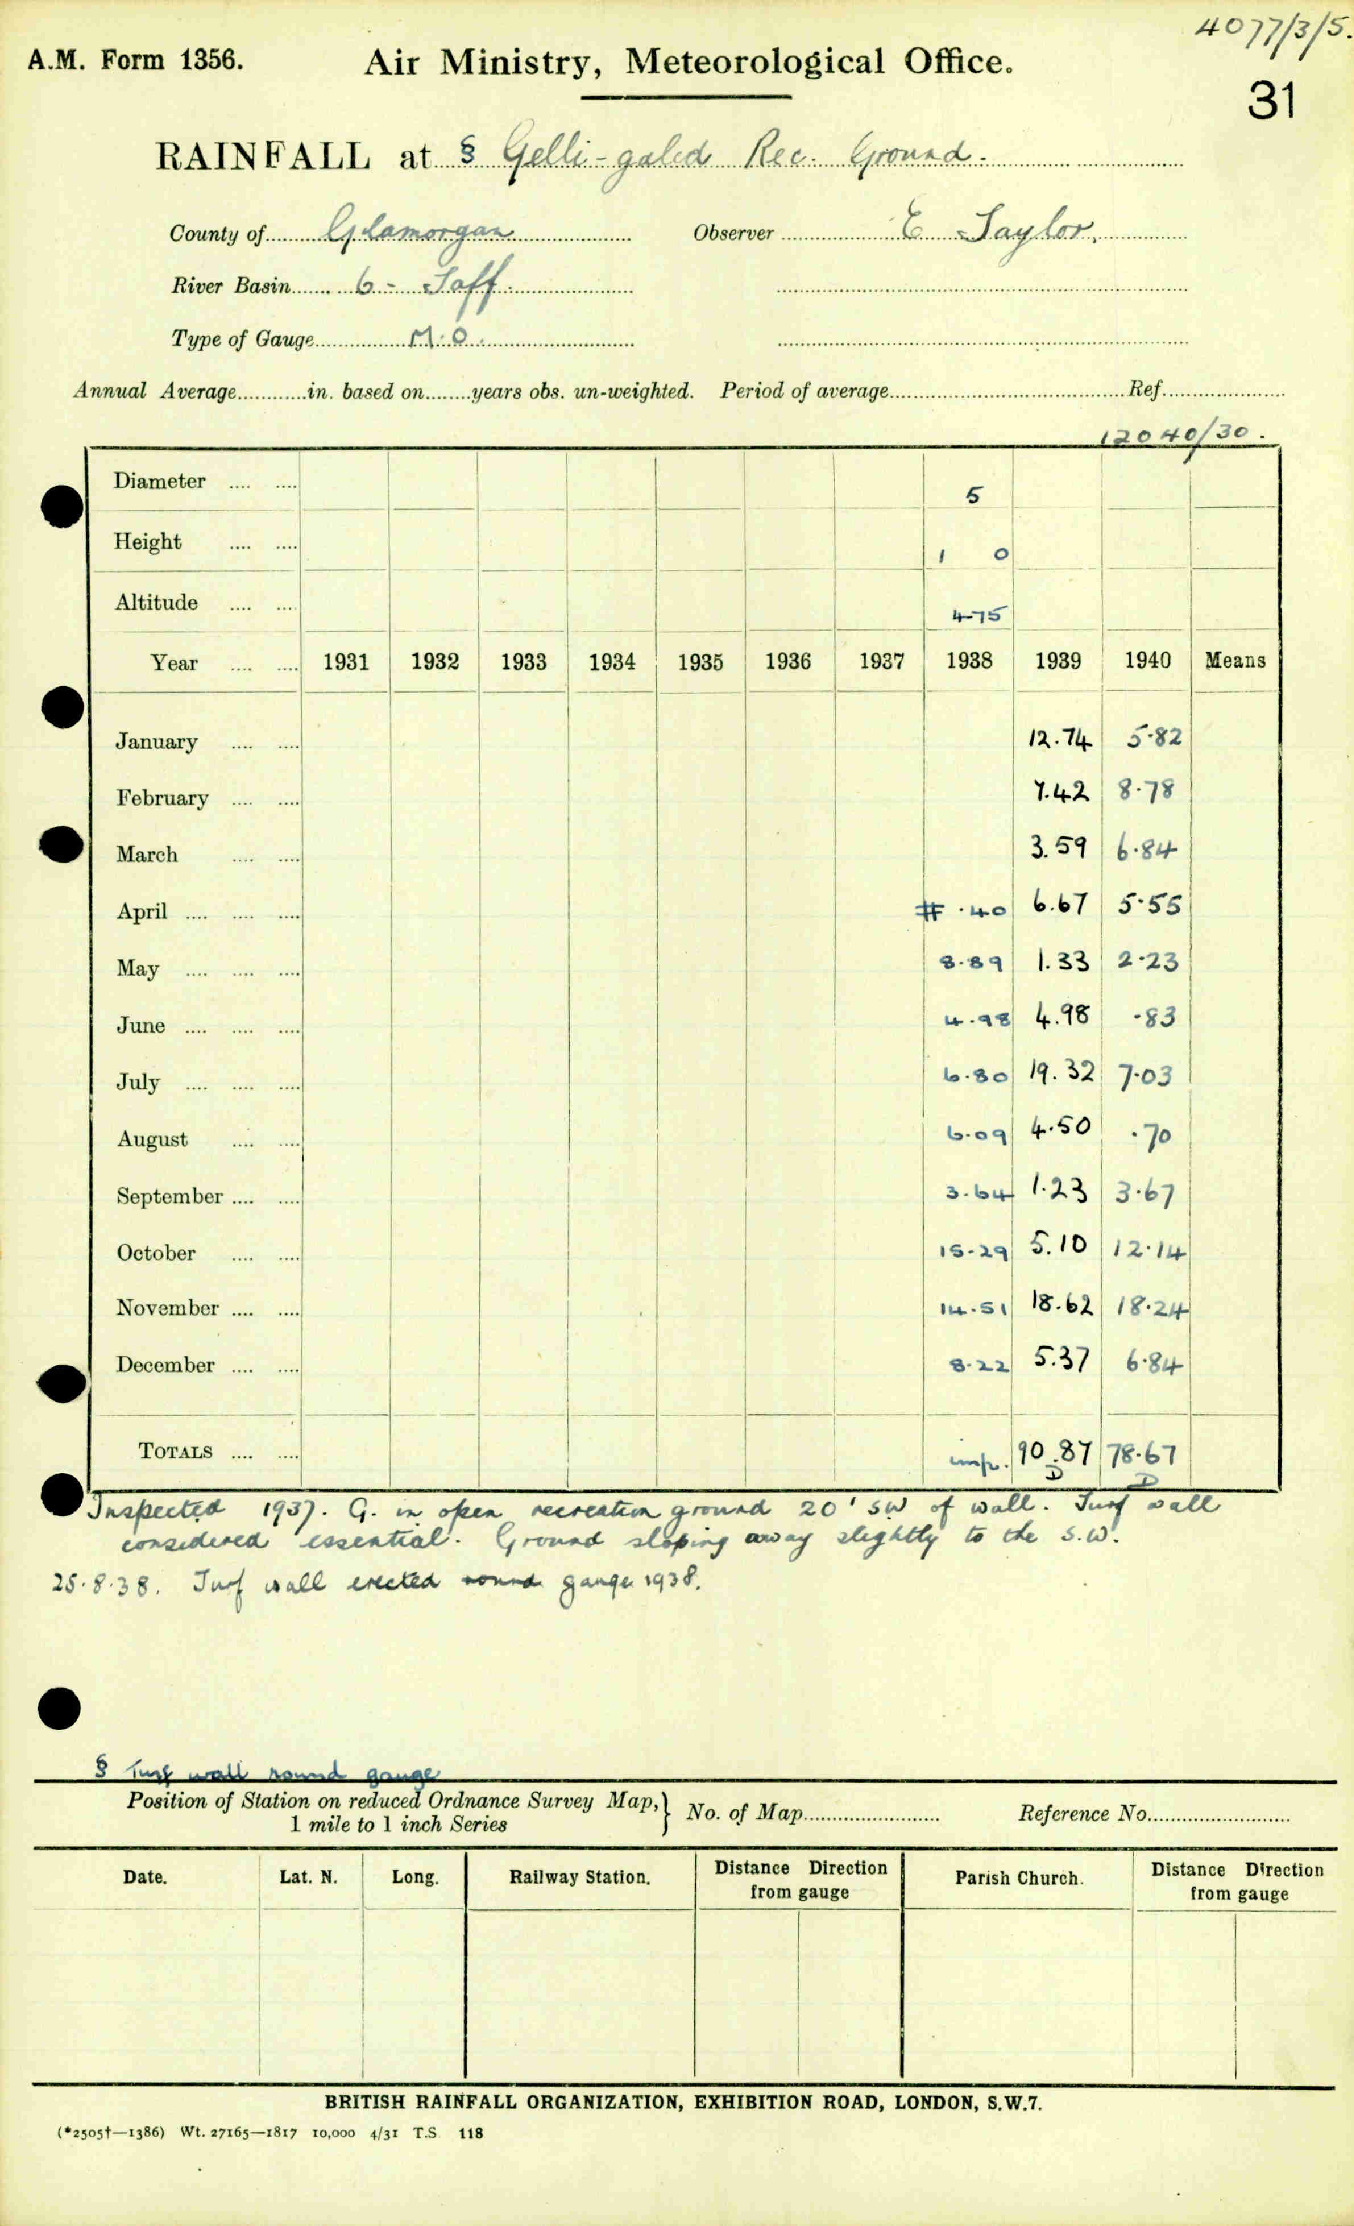 4077/3/5.
A.M. Form 1356. Air Ministry, Meteorological Office.
31
RAINFALL at § Gelli-galed Rec. Ground.
County of Glamorgan Observer E Taylor.
River Basin 6 - Taff.
Type of Gauge M.O.
Annual Average............in. based on........years obs. un-weighted. Period of average............ Ref............
12040/30.
Diameter .... .... 5
Height .... .... 1 0
Altitude .... .... 475
Year .... .... 1931 1932 1933 1934 1935 1936 1937 1938 1939 1940 Means
January .... .... 12.74 5.82
February .... .... 7.42 8.78
March .... .... 3.59 6.84
April .... .... .... # .40 6.67 5.55
May .... .... .... 8.89 1.33 2.23
June .... .... .... 4.98 4.98 .83
July .... .... .... 6.80 19.32 7.03
August .... .... 6.09 4.50 .70
September .... .... 3.64 1.23 3.67
October .... .... 15.29 5.10 12.14
November .... .... 14.51 18.62 18.24
December .... .... 8.22 5.37 6.84
TOTALS .... .... imp. 90.87 78.67
D D
Inspected 1937. G. in open recreation ground 20' SW of wall. Turf wall
considered essential. Ground sloping away slightly to the S.W.
25.8.38. Turf wall erected round gauge 1938.
§ Turf wall round gauge
Position of Station on reduced Ordnance Survey Map, } No. of Map............ Reference No............
1 mile to 1 inch Series
Date. Lat. N. Long. Railway Station. Distance Direction Parish Church. Distance Direction
from gauge from gauge
BRITISH RAINFALL ORGANIZATION, EXHIBITION ROAD, LONDON, S.W.7.
(*2505†—1386) Wt. 27165—1817 10,000 4/31 T.S 118